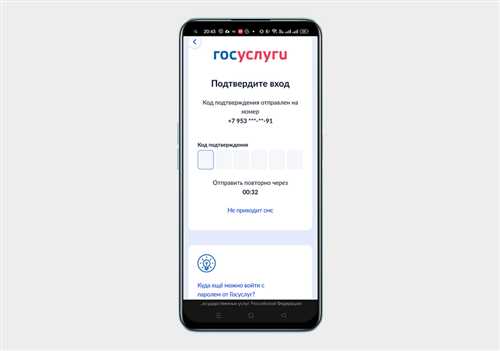 20:45
госуслуги
Подтвердите вход
Код подтверждения отправлен на
номер
+7 953 ***-**-91
Код подтверждения
Отправить повторно через
00:32
Не приходит смс
Куда ещё можно войти с
паролем от Госуслуг?
государственных услуг Российской Федерации